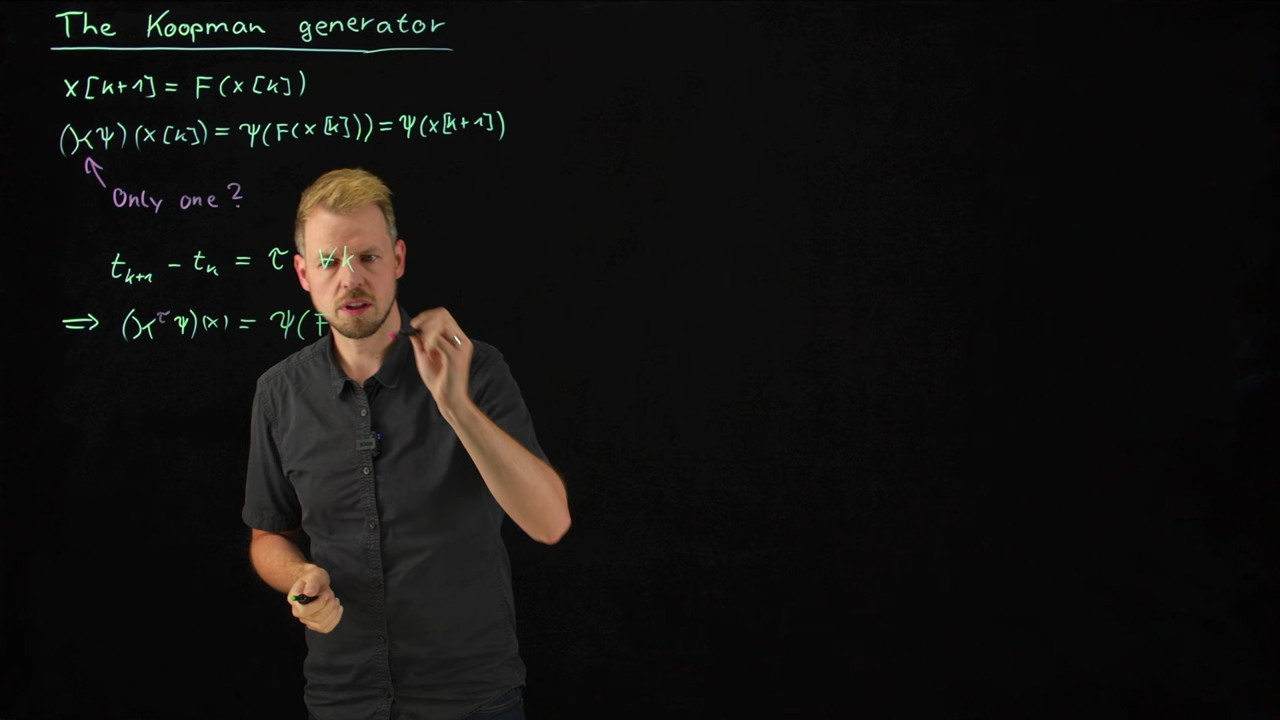 The Koopman generator
x[k+1] = F(x[k])
(𝒦ψ)(x[k]) = ψ(F(x[k])) = ψ(x[k+1])
Only one?
t_{k+1} - t_k = τ ∀k
⇒ (𝒦^τ ψ)(x) = ψ(F